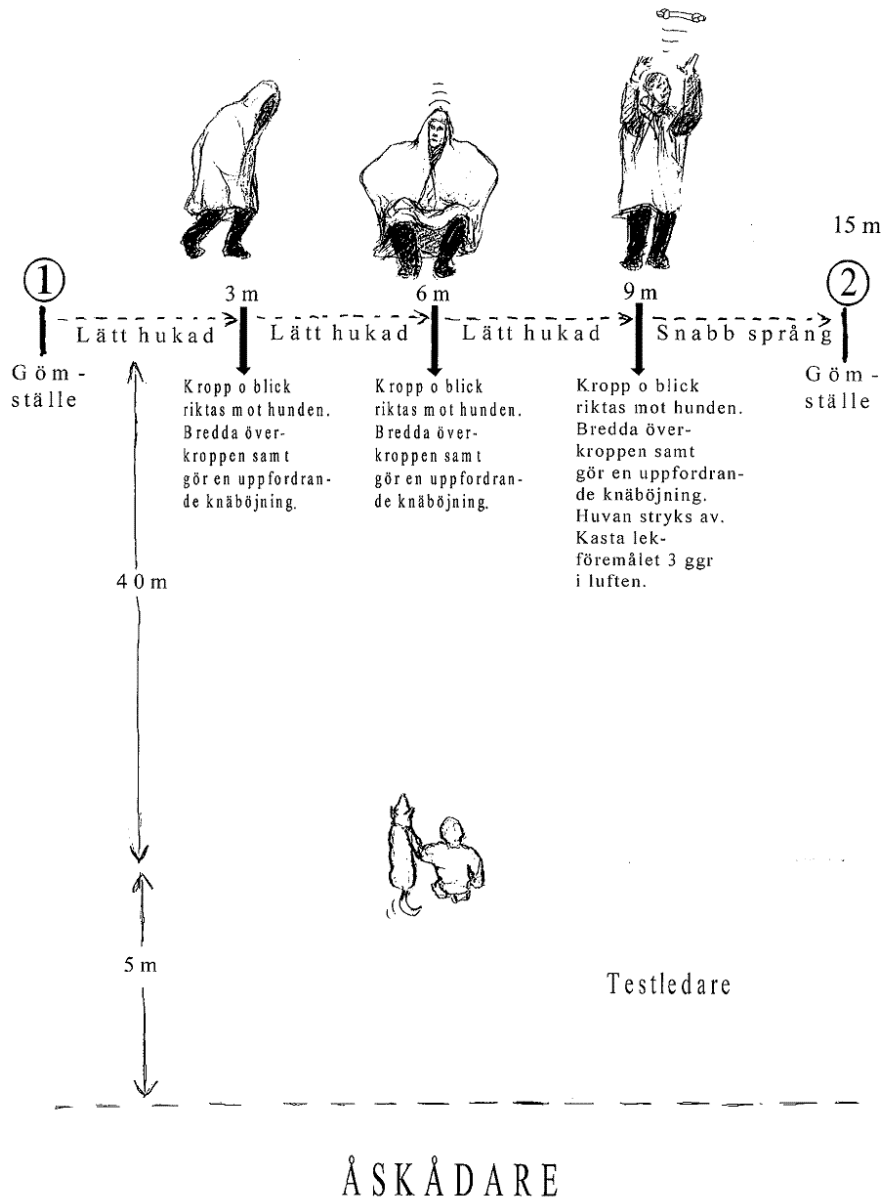 15 m
1
3 m
6 m
9 m
2
Lätt hukad
Lätt hukad
Lätt hukad
Snabb språng
Göm-
ställe
Kropp o blick
riktas mot hunden.
Bredda över-
kroppen samt
gör en uppfordran-
de knäböjning.
Kropp o blick
riktas mot hunden.
Bredda över-
kroppen samt
gör en uppfordran-
de knäböjning.
Kropp o blick
riktas mot hunden.
Bredda över-
kroppen samt
gör en uppfordran-
de knäböjning.
Huvan stryks av.
Kasta lek-
föremålet 3 ggr
i luften.
Göm-
ställe
40 m
5 m
Testledare
ÅSKÅDARE